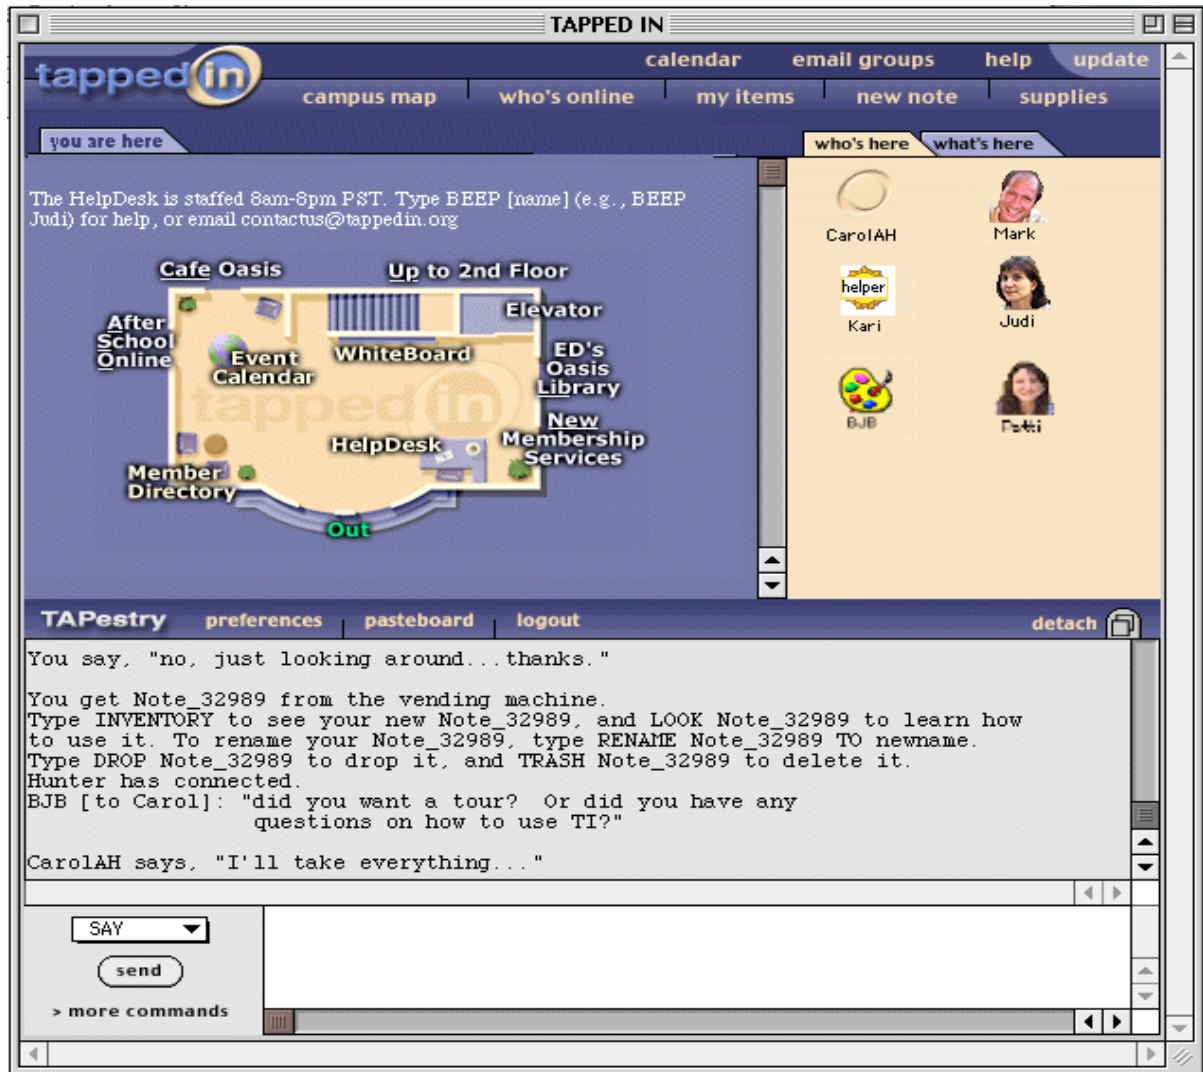 TAPPED IN
tapped in
calendar email groups help update
campus map who's online my items new note supplies
you are here
who's here what's here
The HelpDesk is staffed 8am-8pm PST. Type BEEP [name] (e.g., BEEP
Judi) for help, or email contactus@tappedin.org
Cafe Oasis
Up to 2nd Floor
Elevator
After
School
Online
Event
Calendar
WhiteBoard
ED's
Oasis
Library
tapped in
HelpDesk
New
Membership
Services
Member
Directory
Out
CarolAH
Mark
helper
Kari
Judi
BJB
Patti
TAPestry preferences pasteboard logout detach
You say, "no, just looking around...thanks."
You get Note_32989 from the vending machine.
Type INVENTORY to see your new Note_32989, and LOOK Note_32989 to learn how
to use it. To rename your Note_32989, type RENAME Note_32989 TO newname.
Type DROP Note_32989 to drop it, and TRASH Note_32989 to delete it.
Hunter has connected.
BJB [to Carol]: "did you want a tour? Or did you have any
questions on how to use TI?"
CarolAH says, "I'll take everything..."
SAY
send
> more commands